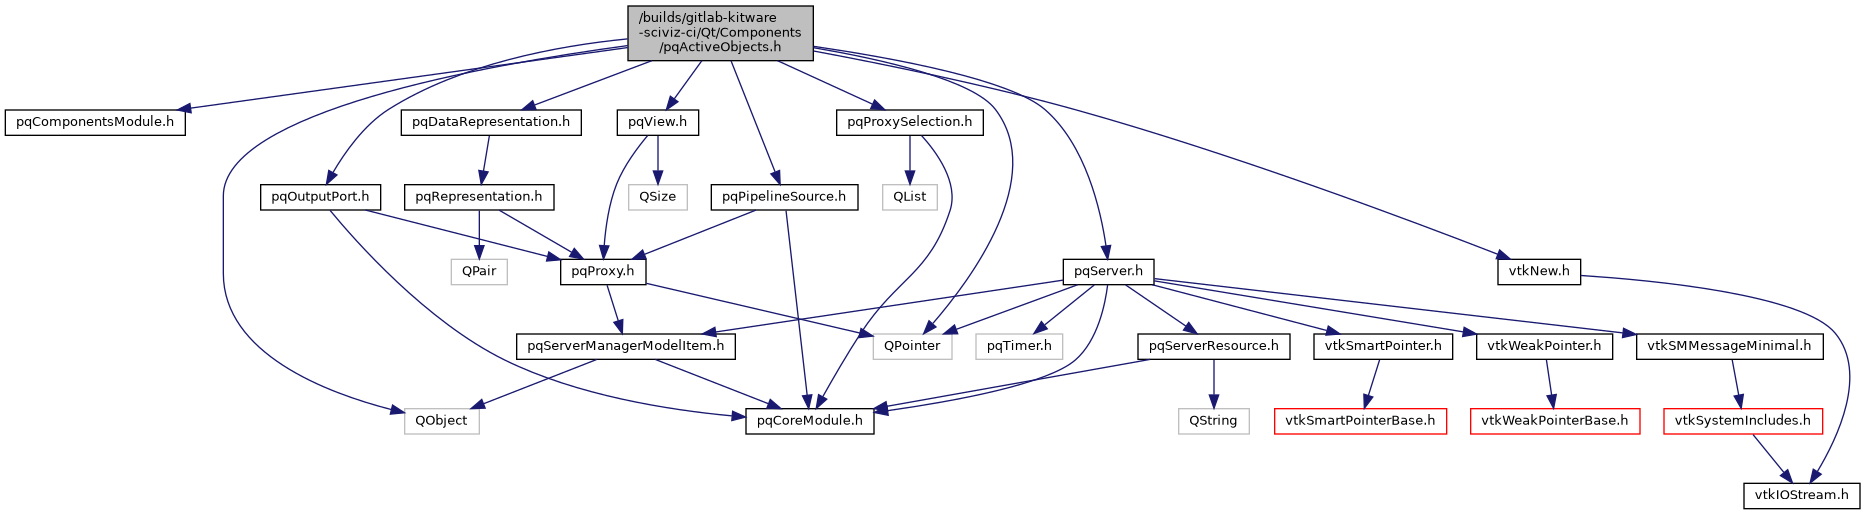 /builds/gitlab-kitware
-sciviz-ci/Qt/Components
/pqActiveObjects.h
pqComponentsModule.h
pqDataRepresentation.h
pqView.h
pqProxySelection.h
pqOutputPort.h
pqRepresentation.h
QSize
pqPipelineSource.h
QList
QPair
pqProxy.h
pqServer.h
vtkNew.h
pqServerManagerModelItem.h
QPointer
pqTimer.h
pqServerResource.h
vtkSmartPointer.h
vtkWeakPointer.h
vtkSMMessageMinimal.h
QObject
pqCoreModule.h
QString
vtkSmartPointerBase.h
vtkWeakPointerBase.h
vtkSystemIncludes.h
vtkIOStream.h